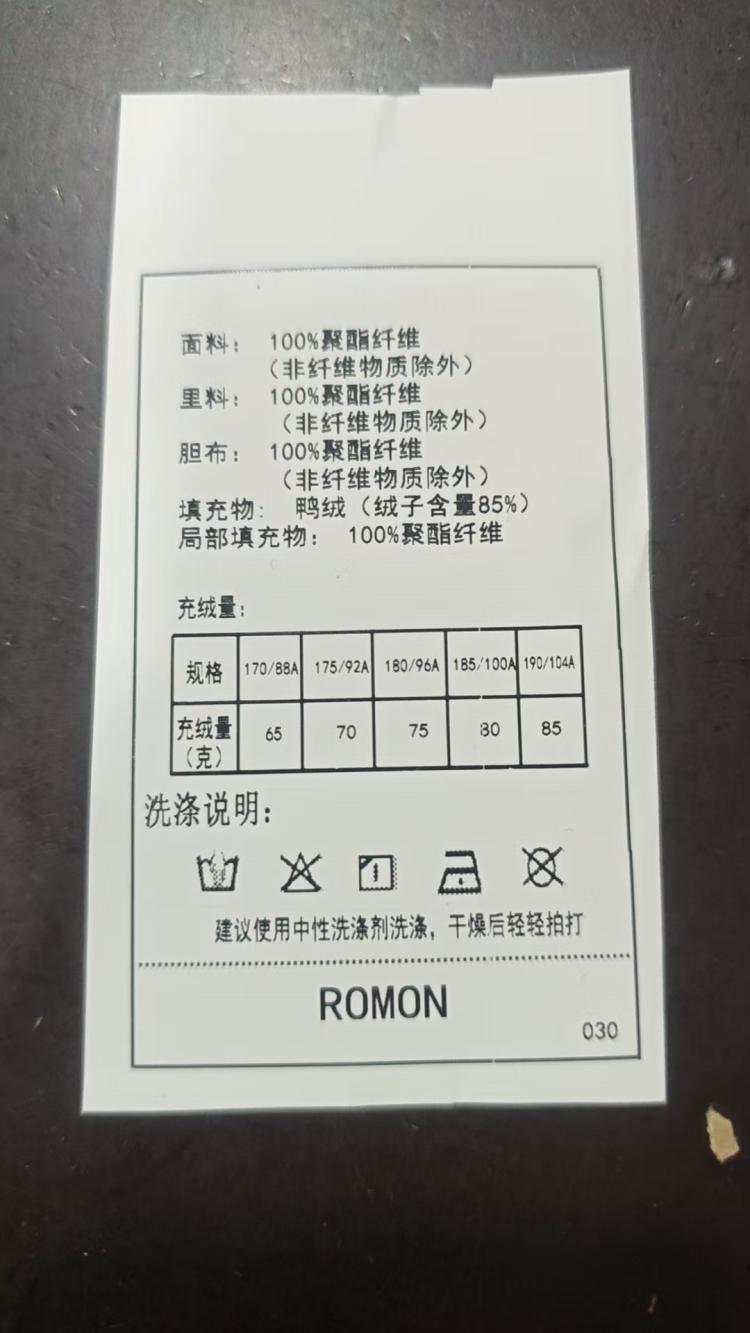 面料： 100%聚酯纤维
（非纤维物质除外）
里料： 100%聚酯纤维
（非纤维物质除外）
胆布： 100%聚酯纤维
（非纤维物质除外）
填充物： 鸭绒（绒子含量85%）
局部填充物： 100%聚酯纤维
充绒量：
规格 170/88A 175/92A 180/96A 185/100A 190/104A
充绒量（克） 65 70 75 80 85
洗涤说明：
建议使用中性洗涤剂洗涤，干燥后轻轻拍打
ROMON
030